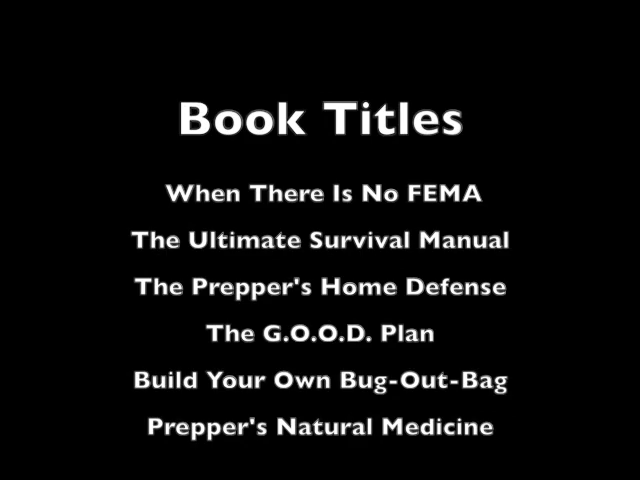 Book Titles
When There Is No FEMA
The Ultimate Survival Manual
The Prepper's Home Defense
The G.O.O.D. Plan
Build Your Own Bug-Out-Bag
Prepper's Natural Medicine